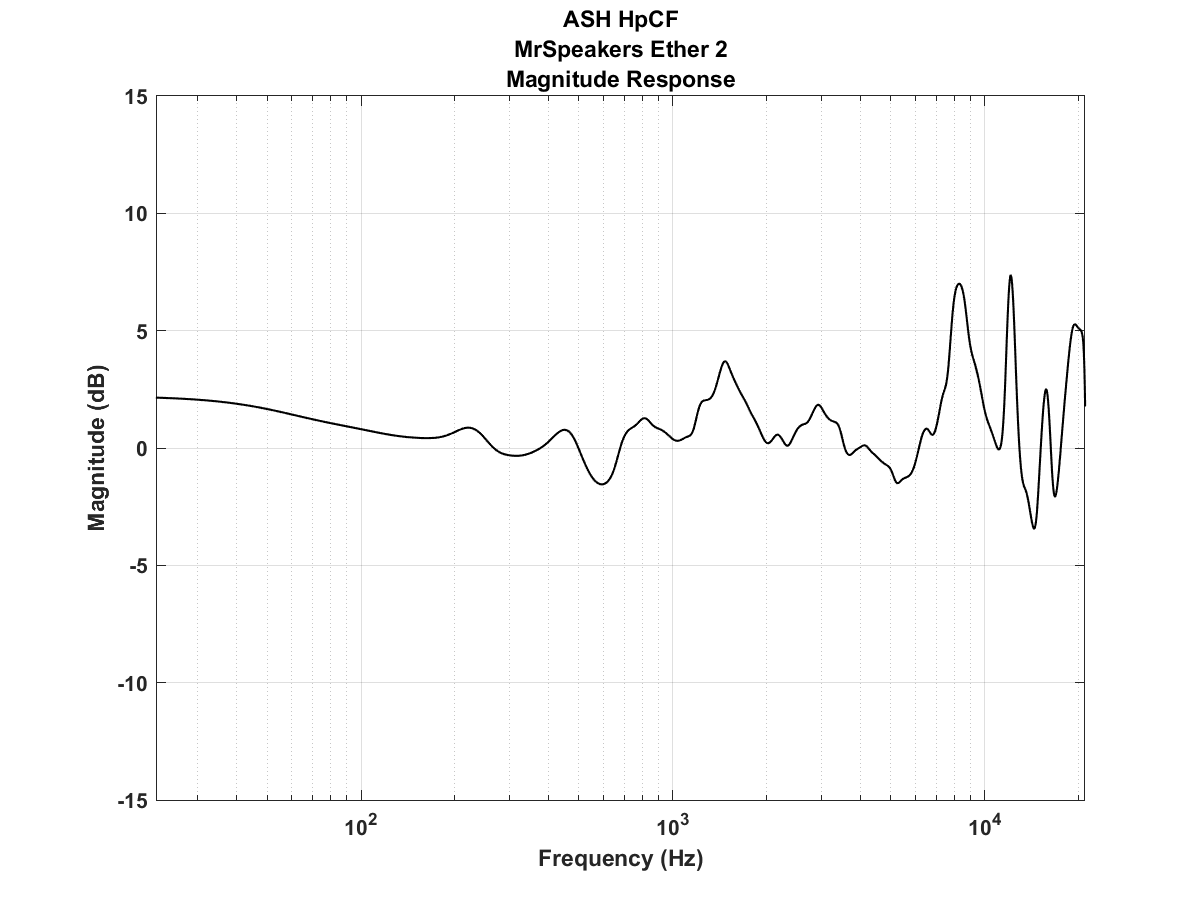 ASH HpCF
MrSpeakers Ether 2
Magnitude Response
15
10
5
0
-5
-10
-15
Magnitude (dB)
10²
10³
10⁴
Frequency (Hz)